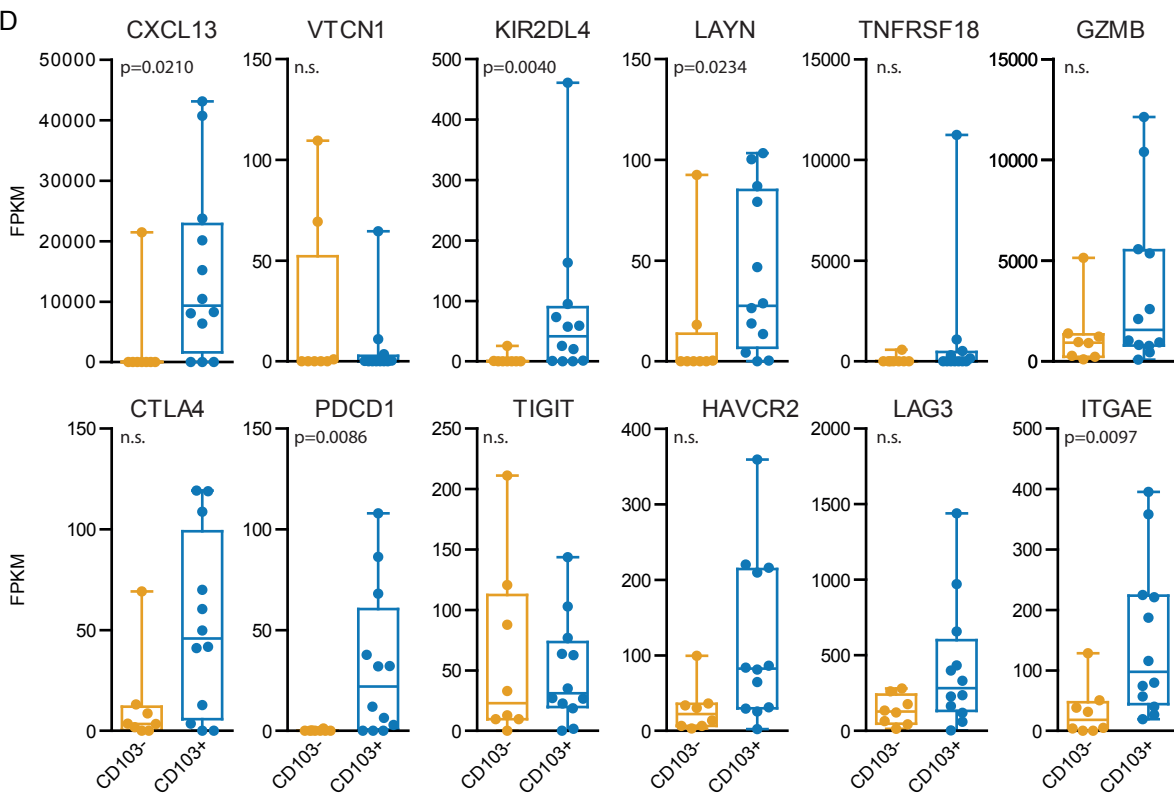 D
CXCL13 VTCN1 KIR2DL4 LAYN TNFRSF18 GZMB
50000 150 500 150 15000 15000
p=0.0210 n.s. p=0.0040 p=0.0234 n.s. n.s.
40000 400
100 100 10000 10000
30000 300
FPKM
20000 200
50 50 5000 5000
10000 100
0 0 0 0 0 0
CTLA4 PDCD1 TIGIT HAVCR2 LAG3 ITGAE
150 150 250 400 2000 500
n.s. p=0.0086 n.s. n.s. n.s. p=0.0097
200 400
300 1500
100 100
150 300
FPKM
200 1000
100 200
50 50
100 500
50 100
0 0 0 0 0 0
CD103- CD103+ CD103- CD103+ CD103- CD103+ CD103- CD103+ CD103- CD103+ CD103- CD103+